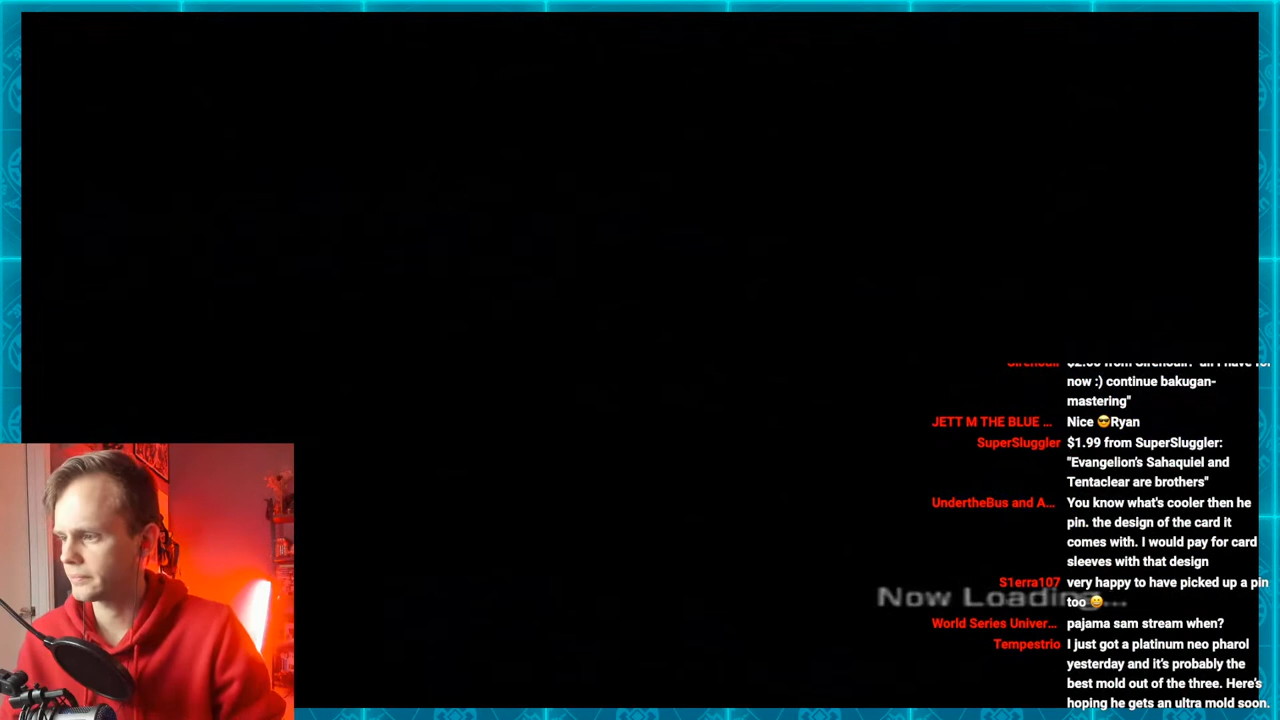 now :) continue bakugan-
mastering"
JETT M THE BLUE ... Nice 😎Ryan
SuperSluggler $1.99 from SuperSluggler:
"Evangelion's Sahaquiel and
Tentaclear are brothers"
UndertheBus and A... You know what's cooler then he
pin. the design of the card it
comes with. I would pay for card
sleeves with that design
S1erra107 very happy to have picked up a pin
too 😀
Now Loading...
World Series Univer... pajama sam stream when?
Tempestrio I just got a platinum neo pharol
yesterday and it's probably the
best mold out of the three. Here's
hoping he gets an ultra mold soon.